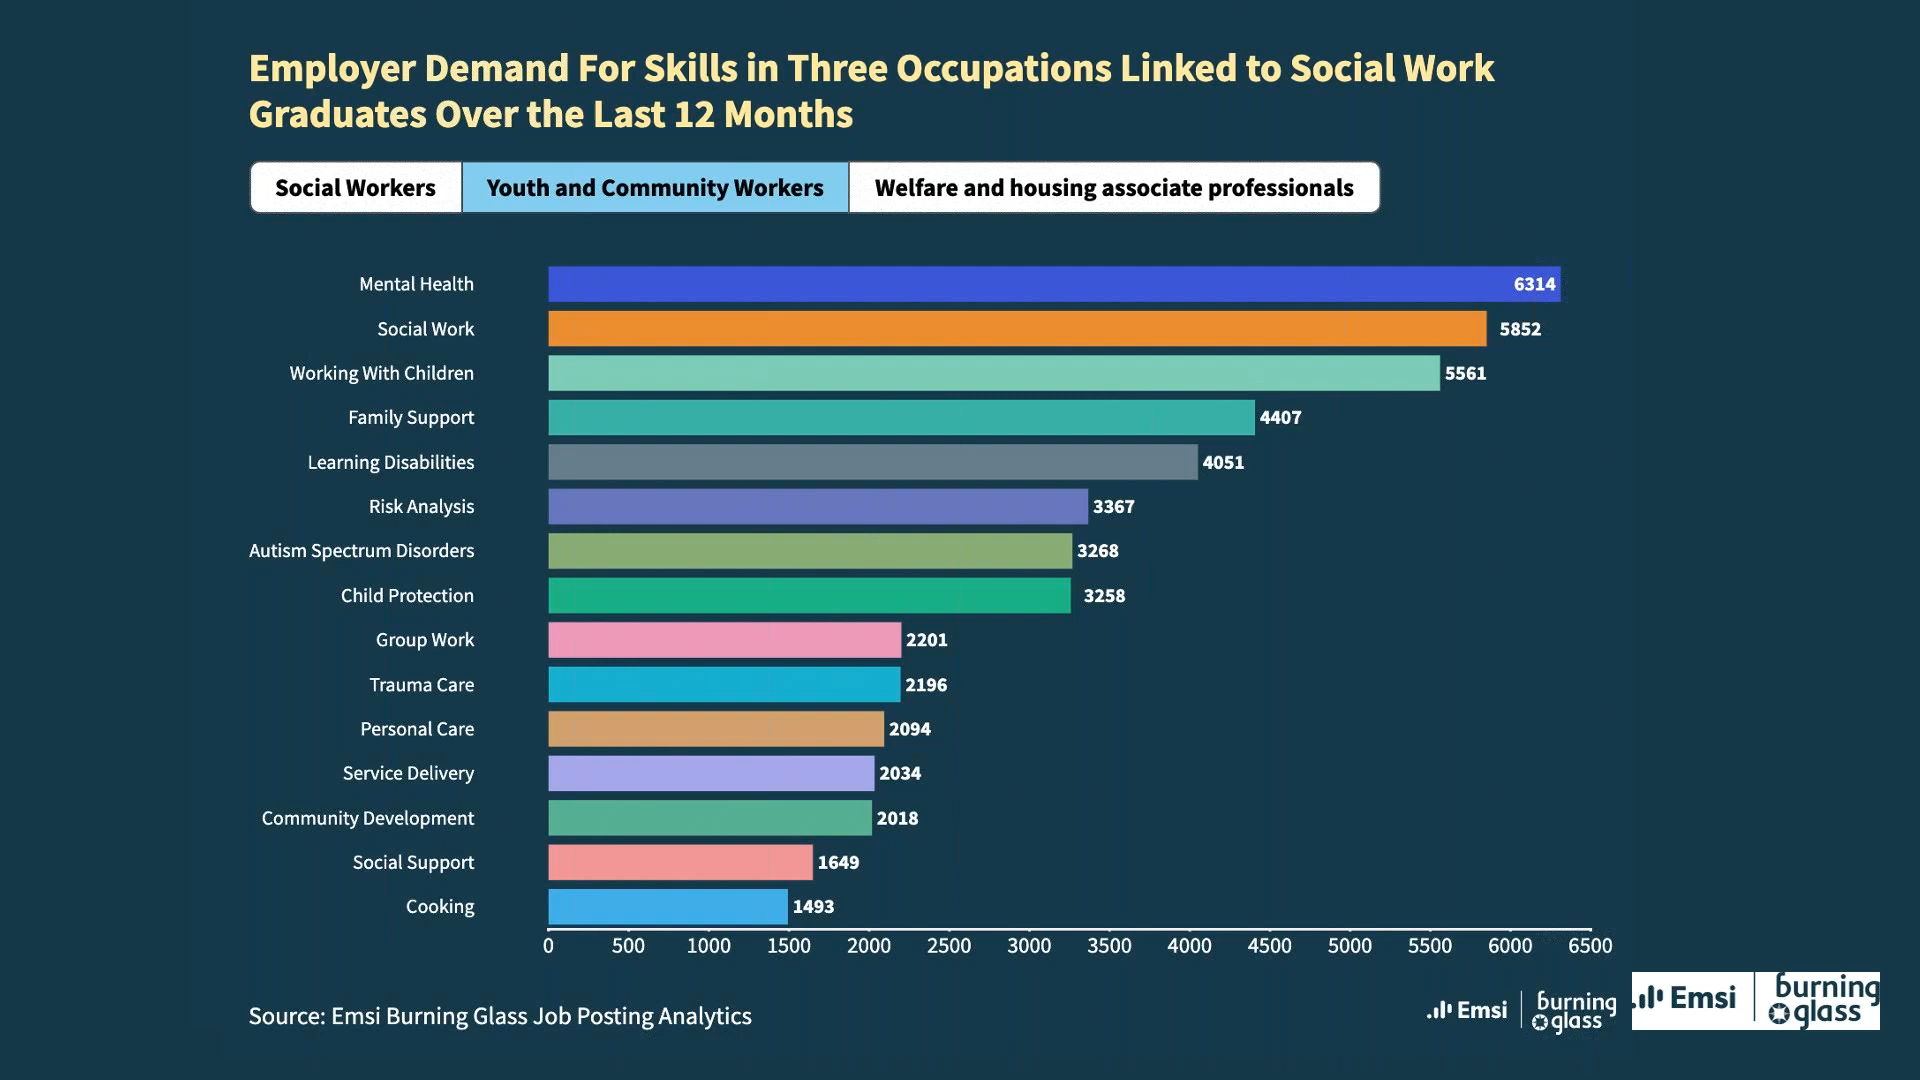 Employer Demand For Skills in Three Occupations Linked to Social Work
Graduates Over the Last 12 Months
Social Workers
Youth and Community Workers
Welfare and housing associate professionals
Mental Health 6314
Social Work 5852
Working With Children 5561
Family Support 4407
Learning Disabilities 4051
Risk Analysis 3367
Autism Spectrum Disorders 3268
Child Protection 3258
Group Work 2201
Trauma Care 2196
Personal Care 2094
Service Delivery 2034
Community Development 2018
Social Support 1649
Cooking 1493
0 500 1000 1500 2000 2500 3000 3500 4000 4500 5000 5500 6000 6500
Source: Emsi Burning Glass Job Posting Analytics
Emsi
burning
glass
Emsi
burning
glass